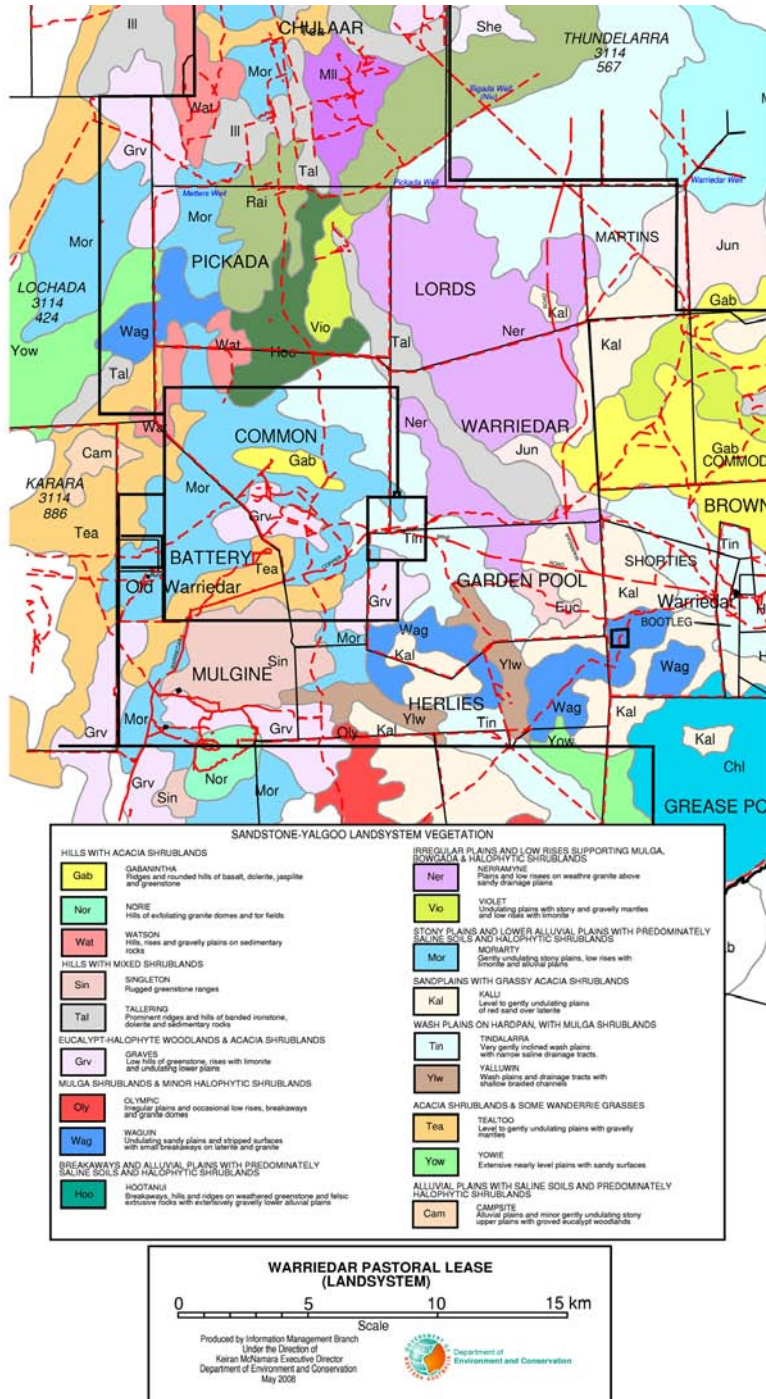 Ill
CHULAAR
Tea
She
THUNDELARRA
3114
567
Mor
Mll
Wat
Bigada Well
(Nu)
Ill
Grv
Tal
Metters Well
Pickada Well
Warriedar Well
Rai
Mor
Mor
MARTINS
Jun
PICKADA
LOCHADA
3114
424
LORDS
Gab
Kal
Wag
Vio
Ner
Yow
Wat
Hoo
Tal
Kal
Tal
Wat
COMMON
Ner
WARRIEDAR
Cam
Gab
Jun
Gab
COMMOD
KARARA
3114
886
Mor
Grv
BROWN
Tea
Tin
Tin
BATTERY
Tea
GARDEN POOL
SHORTIES
Old Warriedar
Grv
Euc
Kal
Warriedar
BOOTLEG
Wag
Mor
Kal
Sin
MULGINE
Ylw
Wag
HERLIES
Wag
Mor
Ylw
Kal
Grv
Grv
Oly
Kal
Tin
Yow
Kal
Grv
Nor
Mor
Chl
Sin
GREASE PO
SANDSTONE-YALGOO LANDSYSTEM VEGETATION
HILLS WITH ACACIA SHRUBLANDS
Gab
GABANINTHA
Ridges and rounded hills of basalt, dolerite, jaspilite
and greenstone
Nor
NORIE
Hills of exfoliating granite domes and tor fields
Wat
WATSON
Hills, rises and gravelly plains on sedimentary
rocks
HILLS WITH MIXED SHRUBLANDS
Sin
SINGLETON
Rugged greenstone ranges
Tal
TALLERING
Prominent ridges and hills of banded ironstone,
dolerite and sedimentary rocks
EUCALYPT-HALOPHYTE WOODLANDS & ACACIA SHRUBLANDS
Grv
GRAVES
Low hills of greenstone, rises with limonite
and undulating lower plains
MULGA SHRUBLANDS & MINOR HALOPHYTIC SHRUBLANDS
Oly
OLYMPIC
Irregular plains and occasional low rises, breakaways
and granite domes
Wag
WAGUIN
Undulating sandy plains and stripped surfaces
with small breakaways on laterite and granite
BREAKAWAYS AND ALLUVIAL PLAINS WITH PREDOMINATELY
SALINE SOILS AND HALOPHYTIC SHRUBLANDS
Hoo
HOOTANUI
Breakaways, hills and ridges on weathered greenstone and felsic
extrusive rocks with extensively gravelly lower alluvial plains
IRREGULAR PLAINS AND LOW RISES SUPPORTING MULGA,
BOWGADA & HALOPHYTIC SHRUBLANDS
Ner
NERRAMYNE
Plains and low rises on weathre granite above
sandy drainage plains
Vio
VIOLET
Undulating plains with stony and gravelly mantles
and low rises with limonite
STONY PLAINS AND LOWER ALLUVIAL PLAINS WITH PREDOMINATELY
SALINE SOILS AND HALOPHYTIC SHRUBLANDS
Mor
MORIARTY
Gently undulating stony plains, low rises with
limonite and alluvial plains
SANDPLAINS WITH GRASSY ACACIA SHRUBLANDS
Kal
KALLI
Level to gently undulating plains
of red sand over laterite
WASH PLAINS ON HARDPAN, WITH MULGA SHRUBLANDS
Tin
TINDALARRA
Very gently inclined wash plains
with narrow saline drainage tracts.
Ylw
YALLUWIN
Wash plains and drainage tracts with
shallow braided channels
ACACIA SHRUBLANDS & SOME WANDERRIE GRASSES
Tea
TEALTOO
Level to gently undulating plains with gravelly
mantles
Yow
YOWIE
Extensive nearly level plains with sandy surfaces
ALLUVIAL PLAINS WITH SALINE SOILS AND PREDOMINATELY
HALOPHYTIC SHRUBLANDS
Cam
CAMPSITE
Alluvial plains and minor gently undulating stony
upper plains with groved eucalypt woodlands
WARRIEDAR PASTORAL LEASE
(LANDSYSTEM)
0 5 10 15 km
Scale
Produced by Information Management Branch
Under the Direction of
Keiran McNamara Executive Director
Department of Environment and Conservation
May 2008
Department of
Environment and Conservation